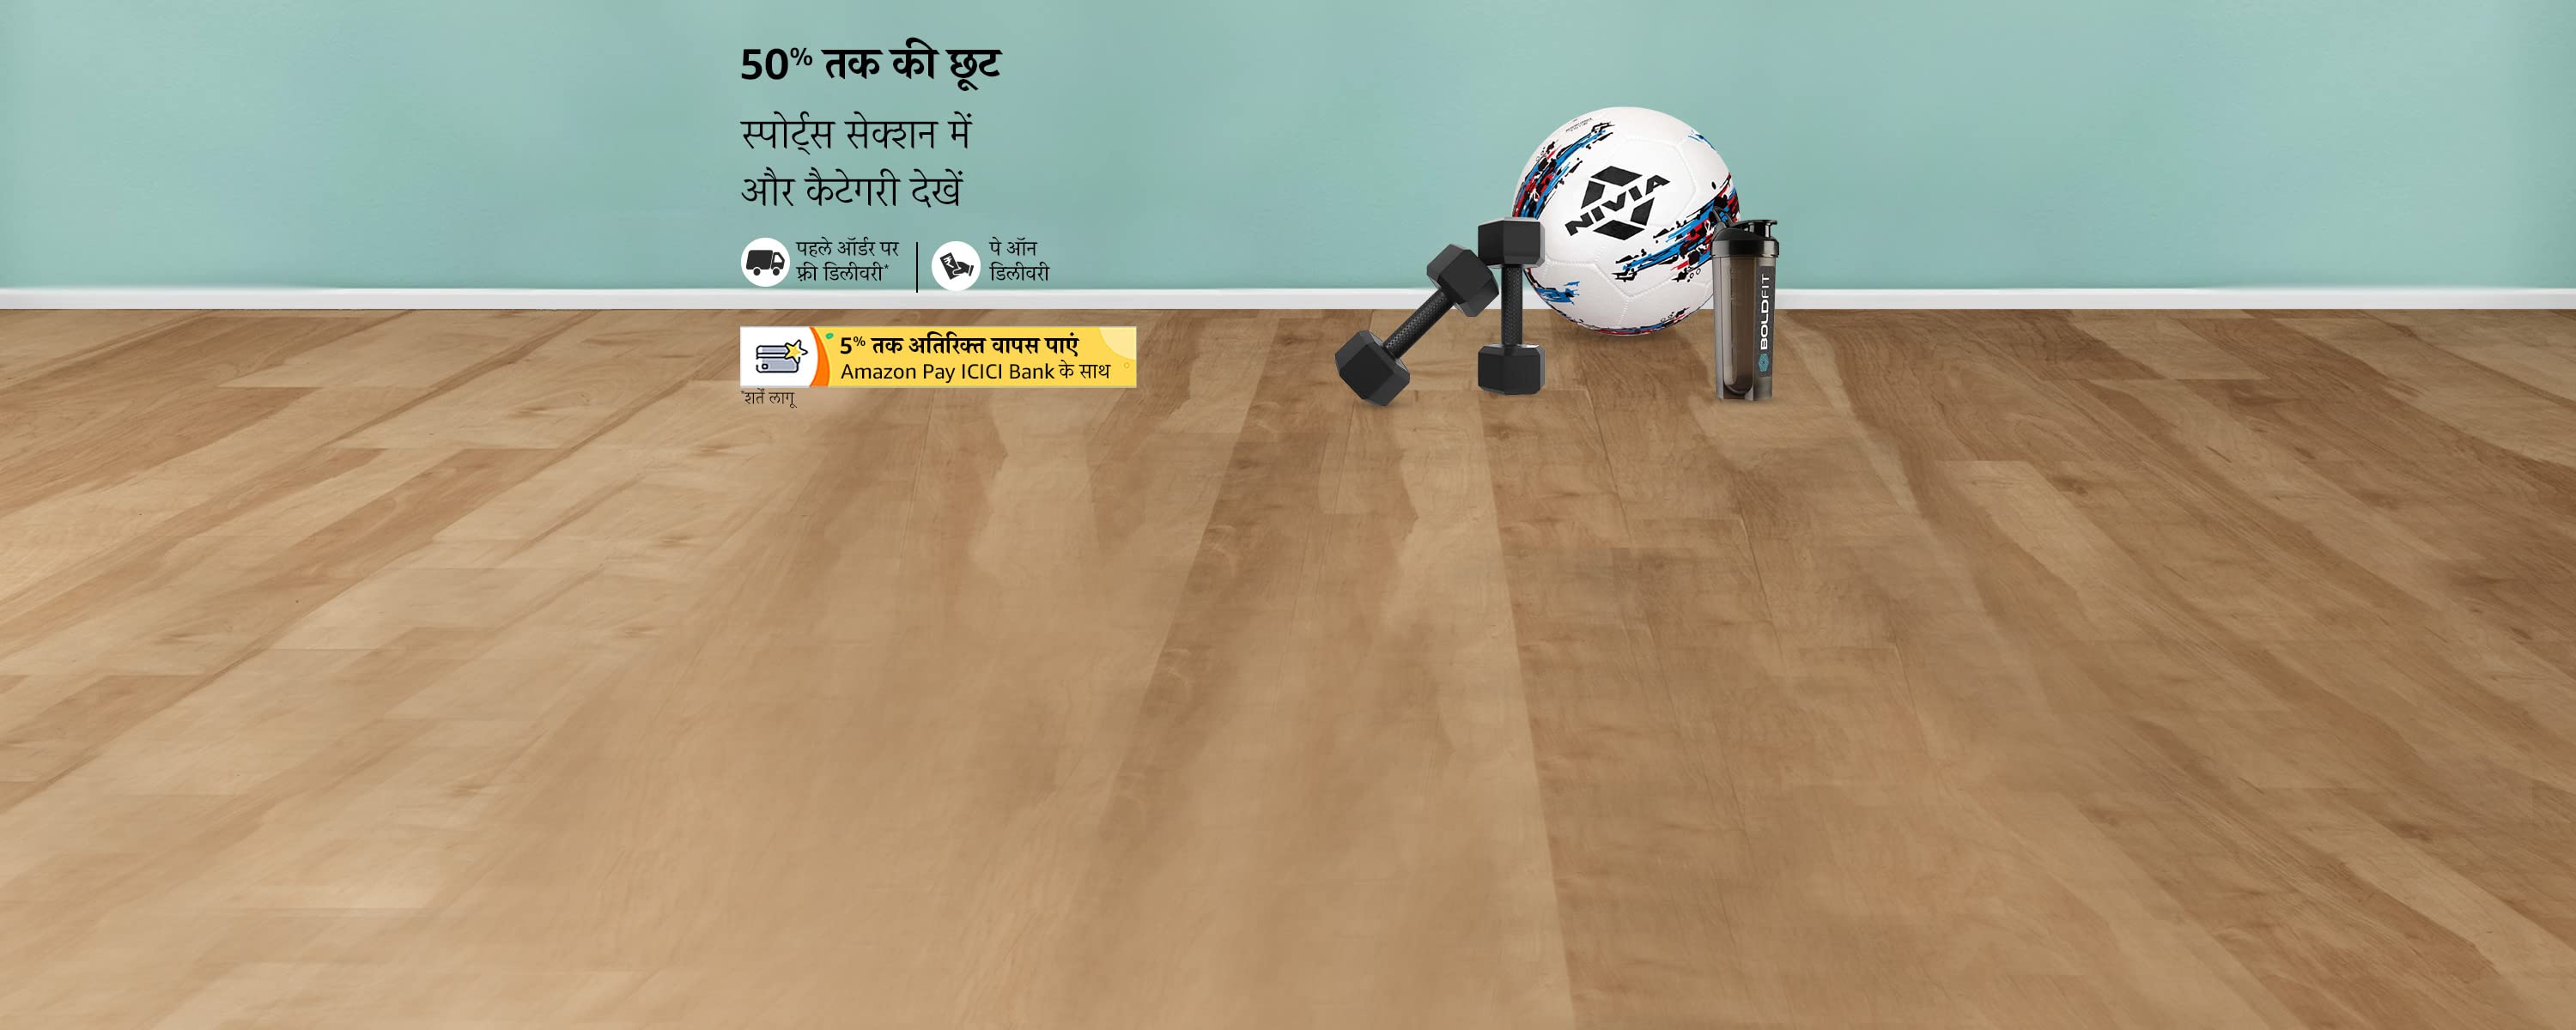 50% तक की छूट
स्पोर्ट्स सेक्शन में
और कैटेगरी देखें
पहले ऑर्डर पर
फ़्री डिलीवरी*
पे ऑन
डिलीवरी
5% तक अतिरिक्त वापस पाएं
Amazon Pay ICICI Bank के साथ
*शर्तें लागू
NIVIA
BOLDFIT